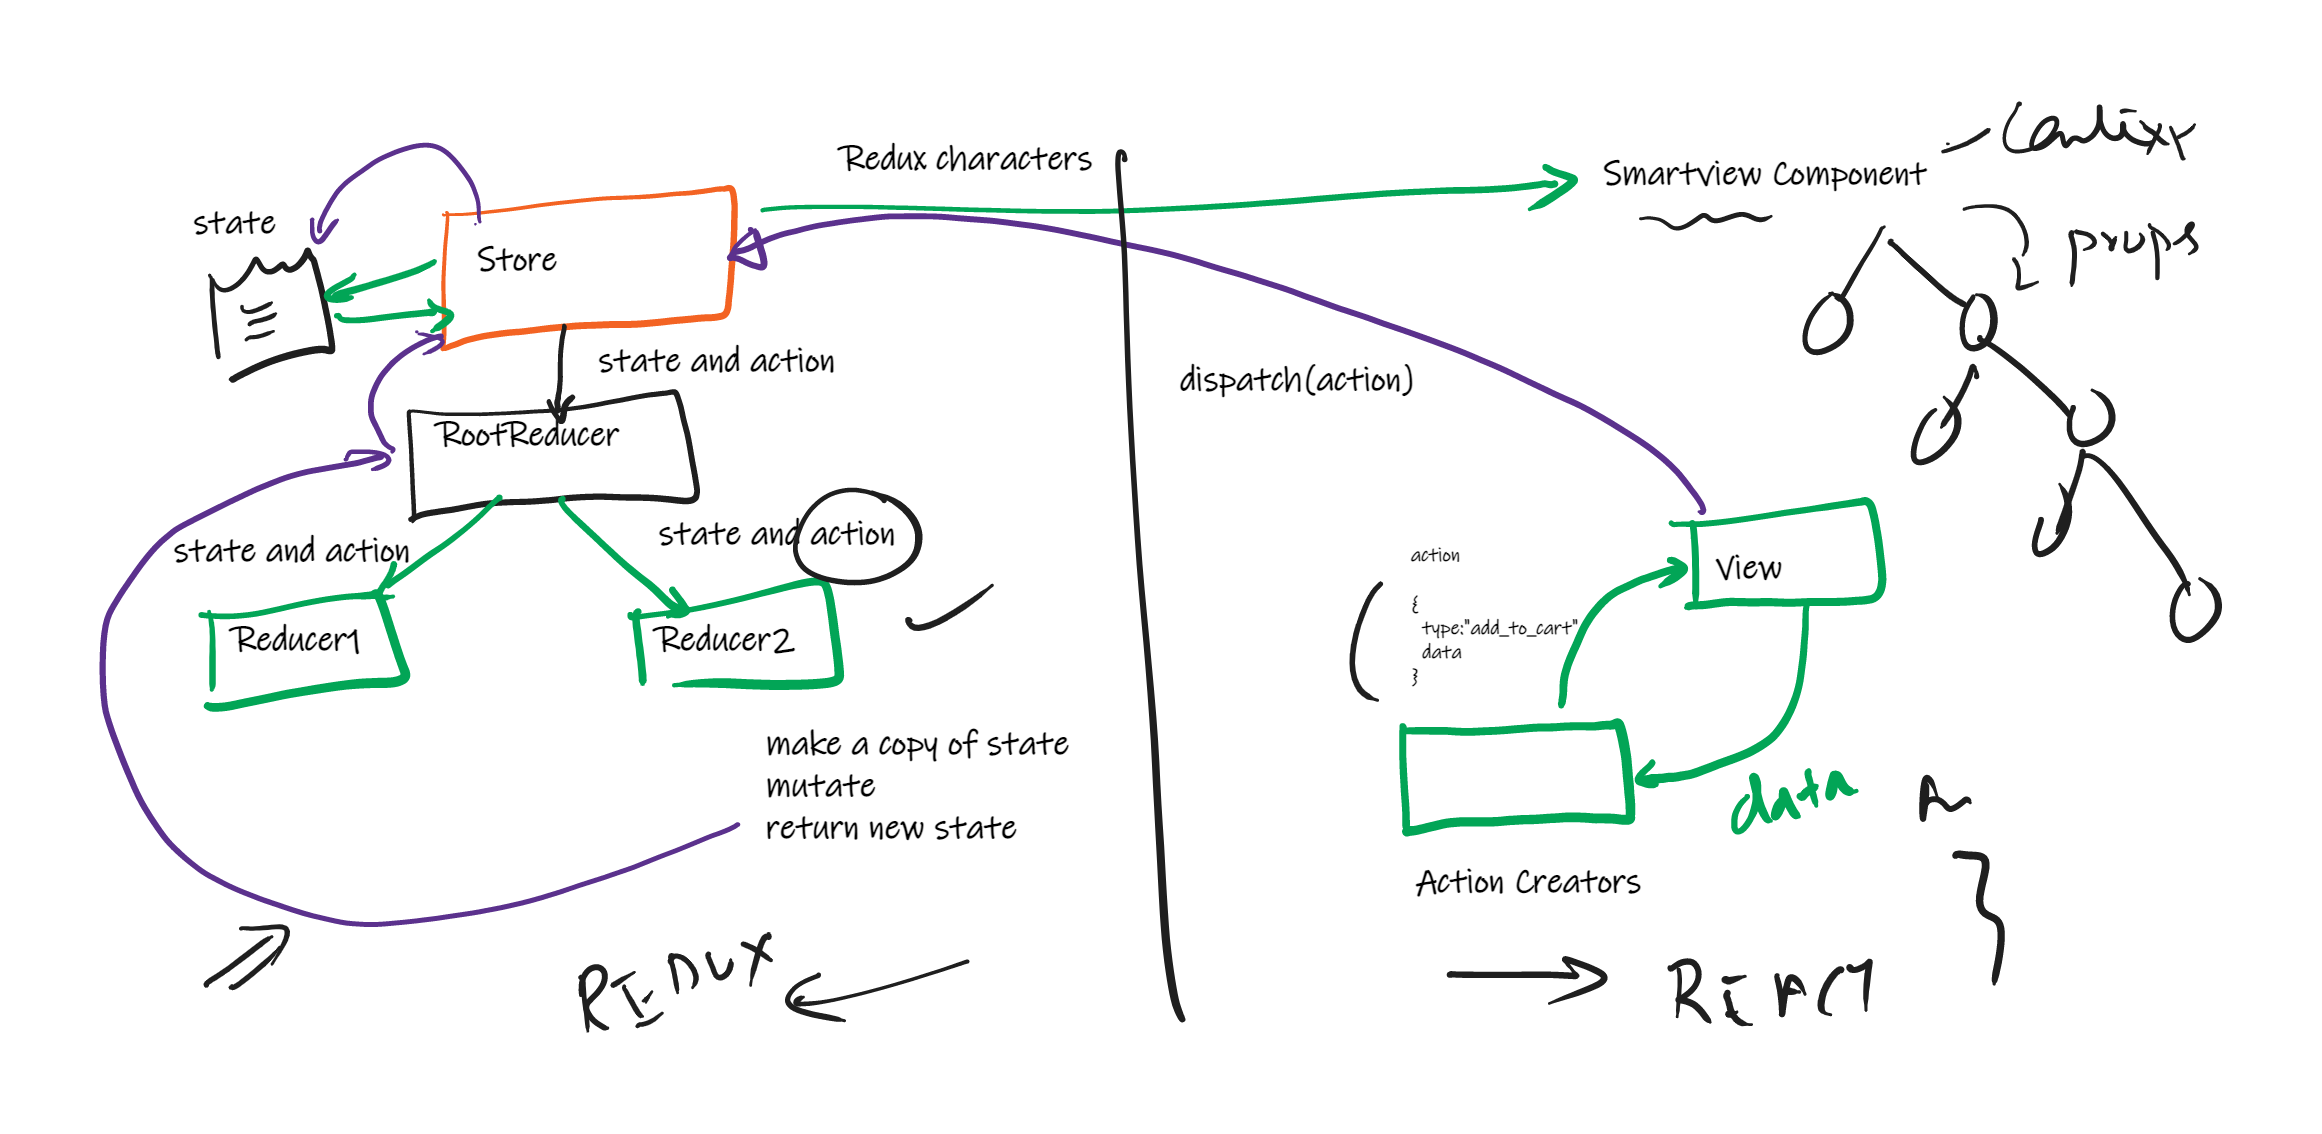 Redux characters
Smartview Component
props
state
Store
state and action
dispatch(action)
RootReducer
state and action
state and action
action
{
type:"add_to_cart"
data
}
View
Reducer1
Reducer2
make a copy of state
mutate
return new state
data
Action Creators
REDUX
REACT